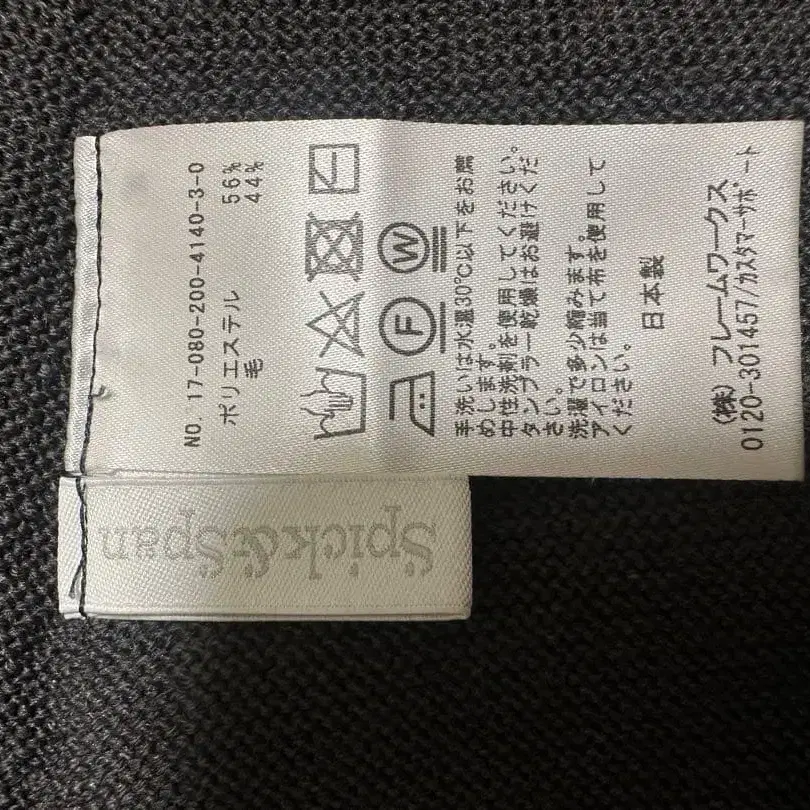 NO. 17-080-200-4140-3-0
ポリエステル 56%
毛 44%
W
F
手洗いは水温30℃以下をお薦
めします。
中性洗剤を使用してください。
タンブラー乾燥はお避けくだ
さい。
洗濯で多少縮みます。
アイロンは当て布を使用して
ください。
日本製
(株) フレームワークス
0120-301457/カスタマーサポート
Spick&Span